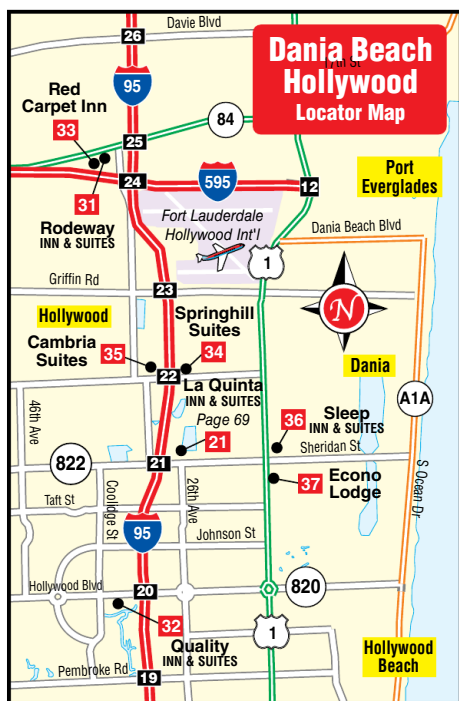 Davie Blvd
26
Dania Beach
Hollywood
Locator Map
17th St
Red
Carpet Inn
95
84
33
25
31
24
595
12
Port
Everglades
Rodeway
INN & SUITES
Fort Lauderdale
Hollywood Int'l
Dania Beach Blvd
1
Griffin Rd
23
N
Hollywood
Springhill
Suites
Cambria
Suites
35
34
22
Dania
La Quinta
INN & SUITES
Page 69
A1A
46th Ave
21
36
Sleep
INN & SUITES
Sheridan St
822
21
37
Econo
Lodge
S Ocean Dr
Taft St
Coolidge St
26th Ave
95
Johnson St
Hollywood Blvd
20
820
32
Quality
INN & SUITES
1
Hollywood
Beach
Pembroke Rd
19